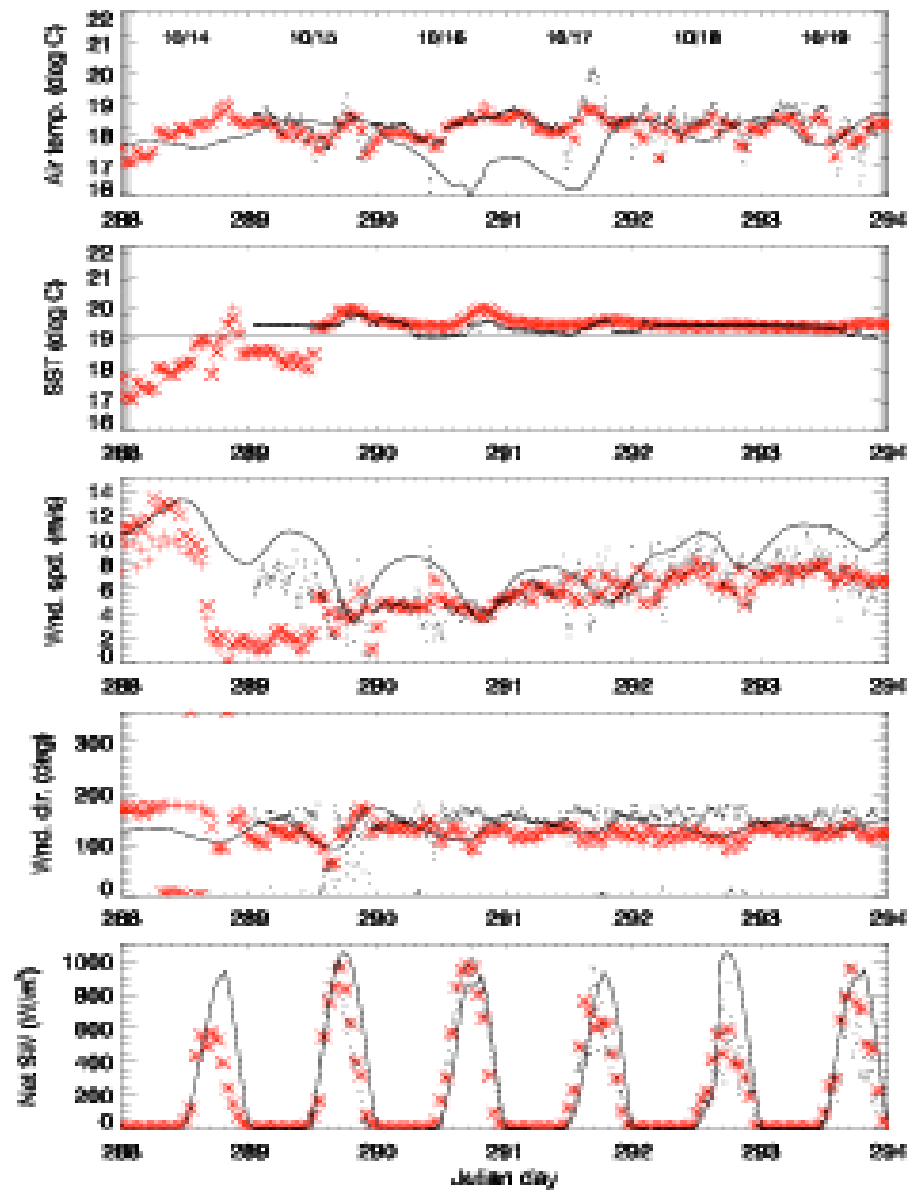 22
10/14 10/15 10/16 10/17 10/18 10/19
21
20
19
18
17
16
Air temp. (deg C)
288 289 290 291 292 293 294
22
21
20
19
18
17
16
SST (deg C)
288 289 290 291 292 293 294
14
12
10
8
6
4
2
0
Wnd. spd. (m/s)
288 289 290 291 292 293 294
300
200
100
0
Wnd. dir. (deg)
288 289 290 291 292 293 294
1000
800
600
400
200
0
Net SW (W/m²)
288 289 290 291 292 293 294
Julian day